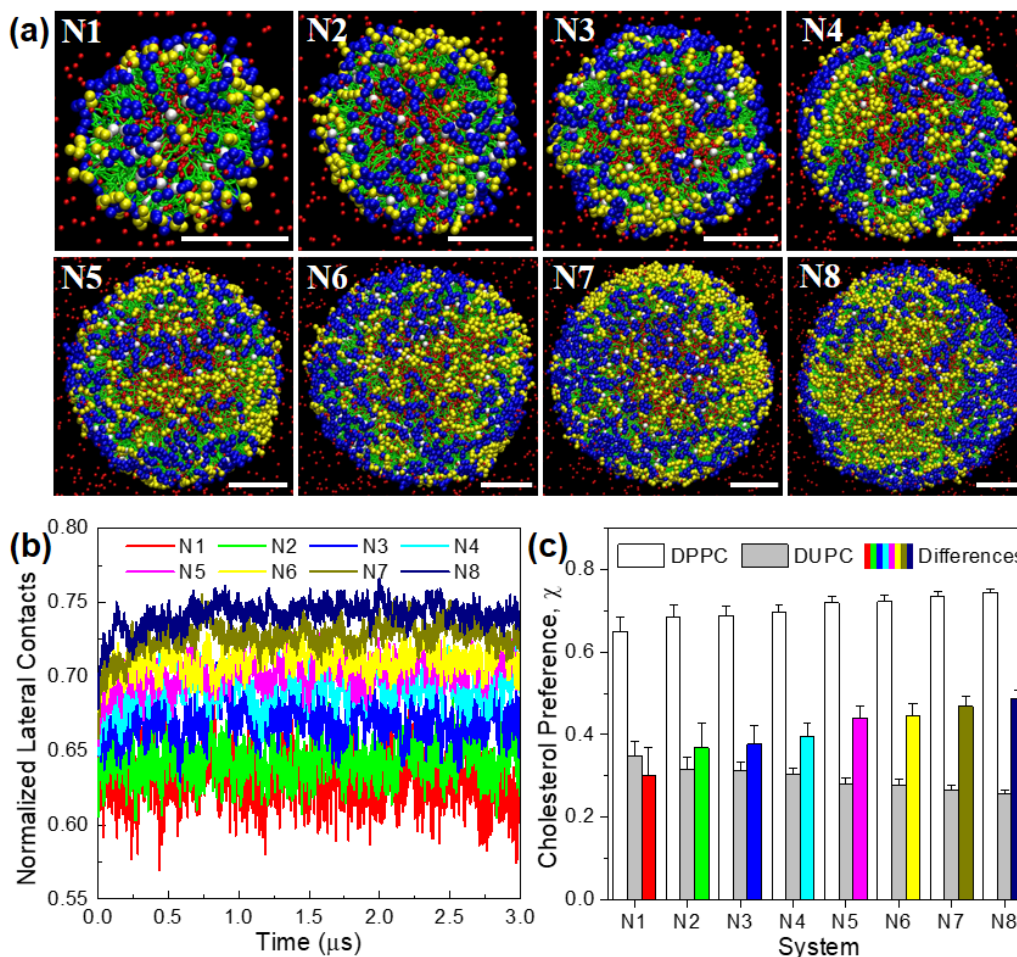 (a) N1 N2 N3 N4
N5 N6 N7 N8
(b)
Normalized Lateral Contacts
0.80
0.75
0.70
0.65
0.60
0.55
N1 N2 N3 N4
N5 N6 N7 N8
0.0 0.5 1.0 1.5 2.0 2.5 3.0
Time (μs)
(c)
Cholesterol Preference, χ
DPPC DUPC Differences
0.8
0.6
0.4
0.2
0.0
N1 N2 N3 N4 N5 N6 N7 N8
System